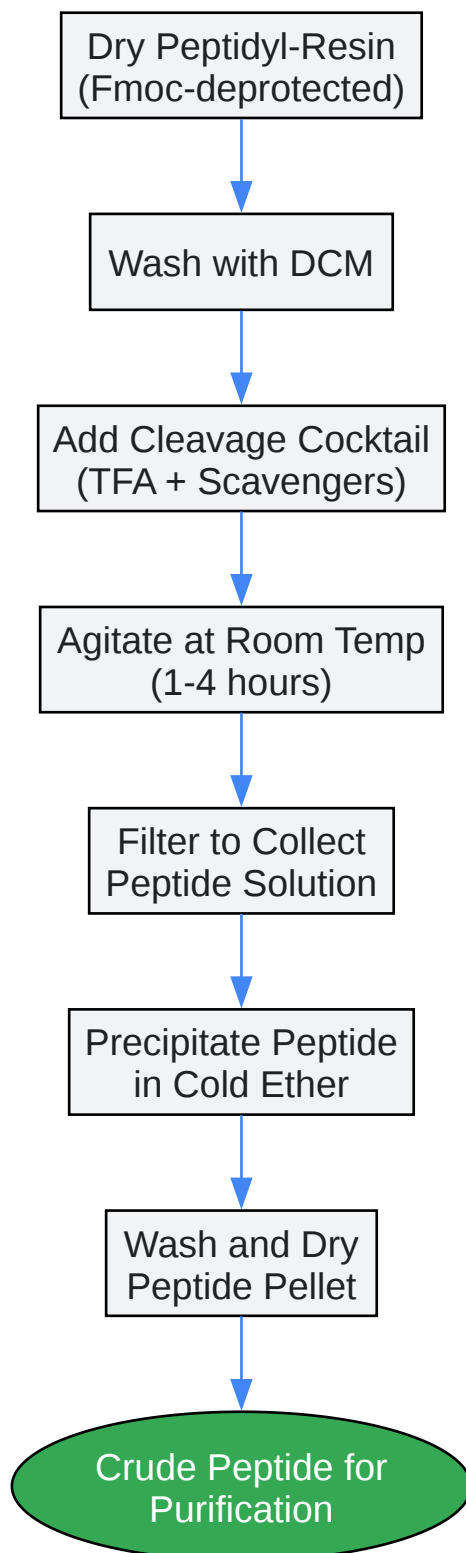 Dry Peptidyl-Resin
(Fmoc-deprotected)
Wash with DCM
Add Cleavage Cocktail
(TFA + Scavengers)
Agitate at Room Temp
(1-4 hours)
Filter to Collect
Peptide Solution
Precipitate Peptide
in Cold Ether
Wash and Dry
Peptide Pellet
Crude Peptide for
Purification